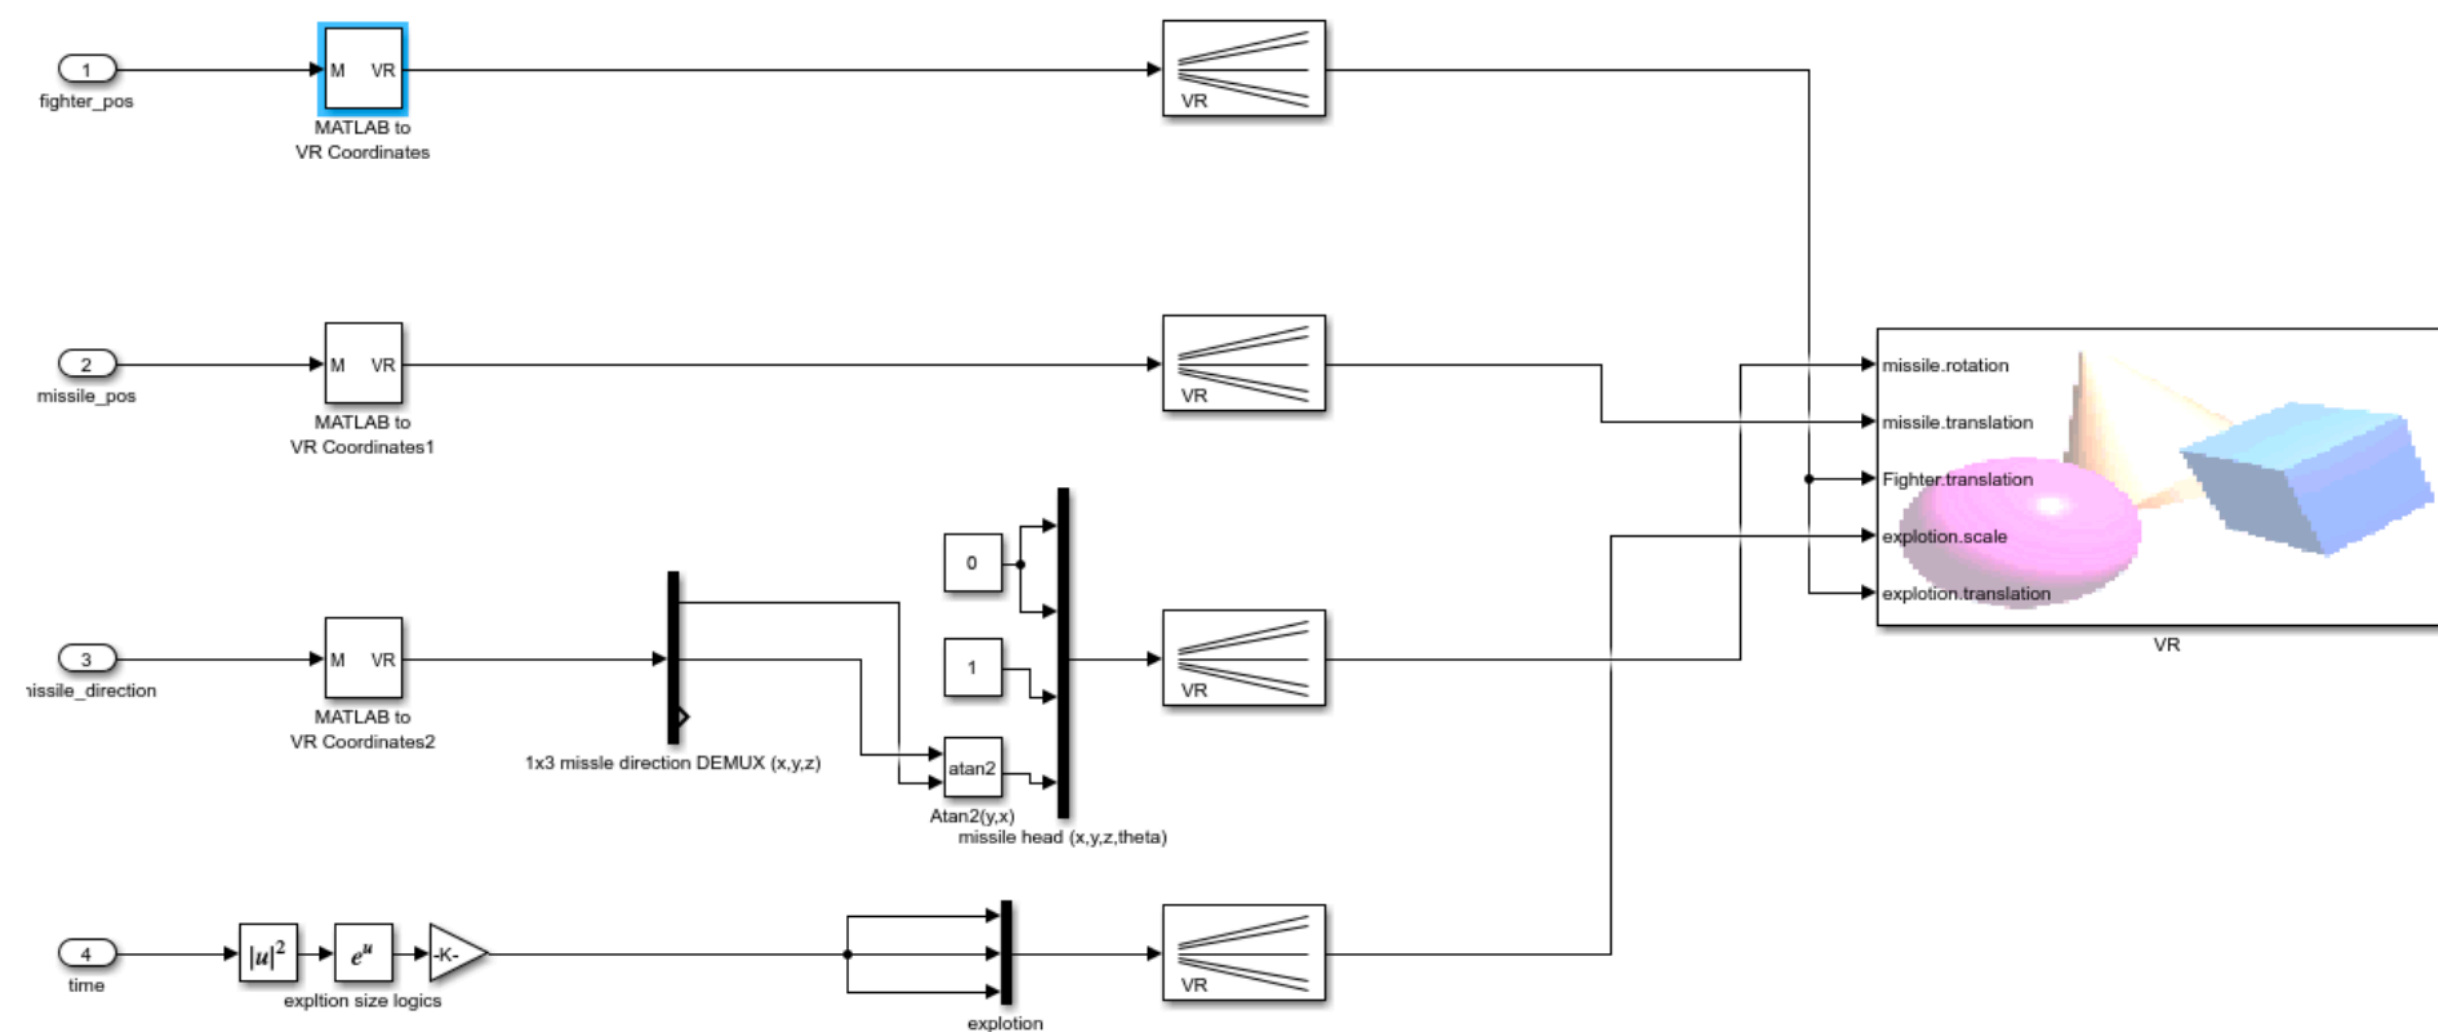 1
fighter_pos
M VR
MATLAB to
VR Coordinates
VR
2
missile_pos
M VR
MATLAB to
VR Coordinates1
VR
missile.rotation
missile.translation
Fighter.translation
explotion.scale
explotion.translation
VR
3
nissile_direction
M VR
MATLAB to
VR Coordinates2
1x3 missle direction DEMUX (x,y,z)
0
1
atan2
Atan2(y,x)
missile head (x,y,z,theta)
VR
4
time
|u|²
eᵘ
-K-
expltion size logics
explotion
VR